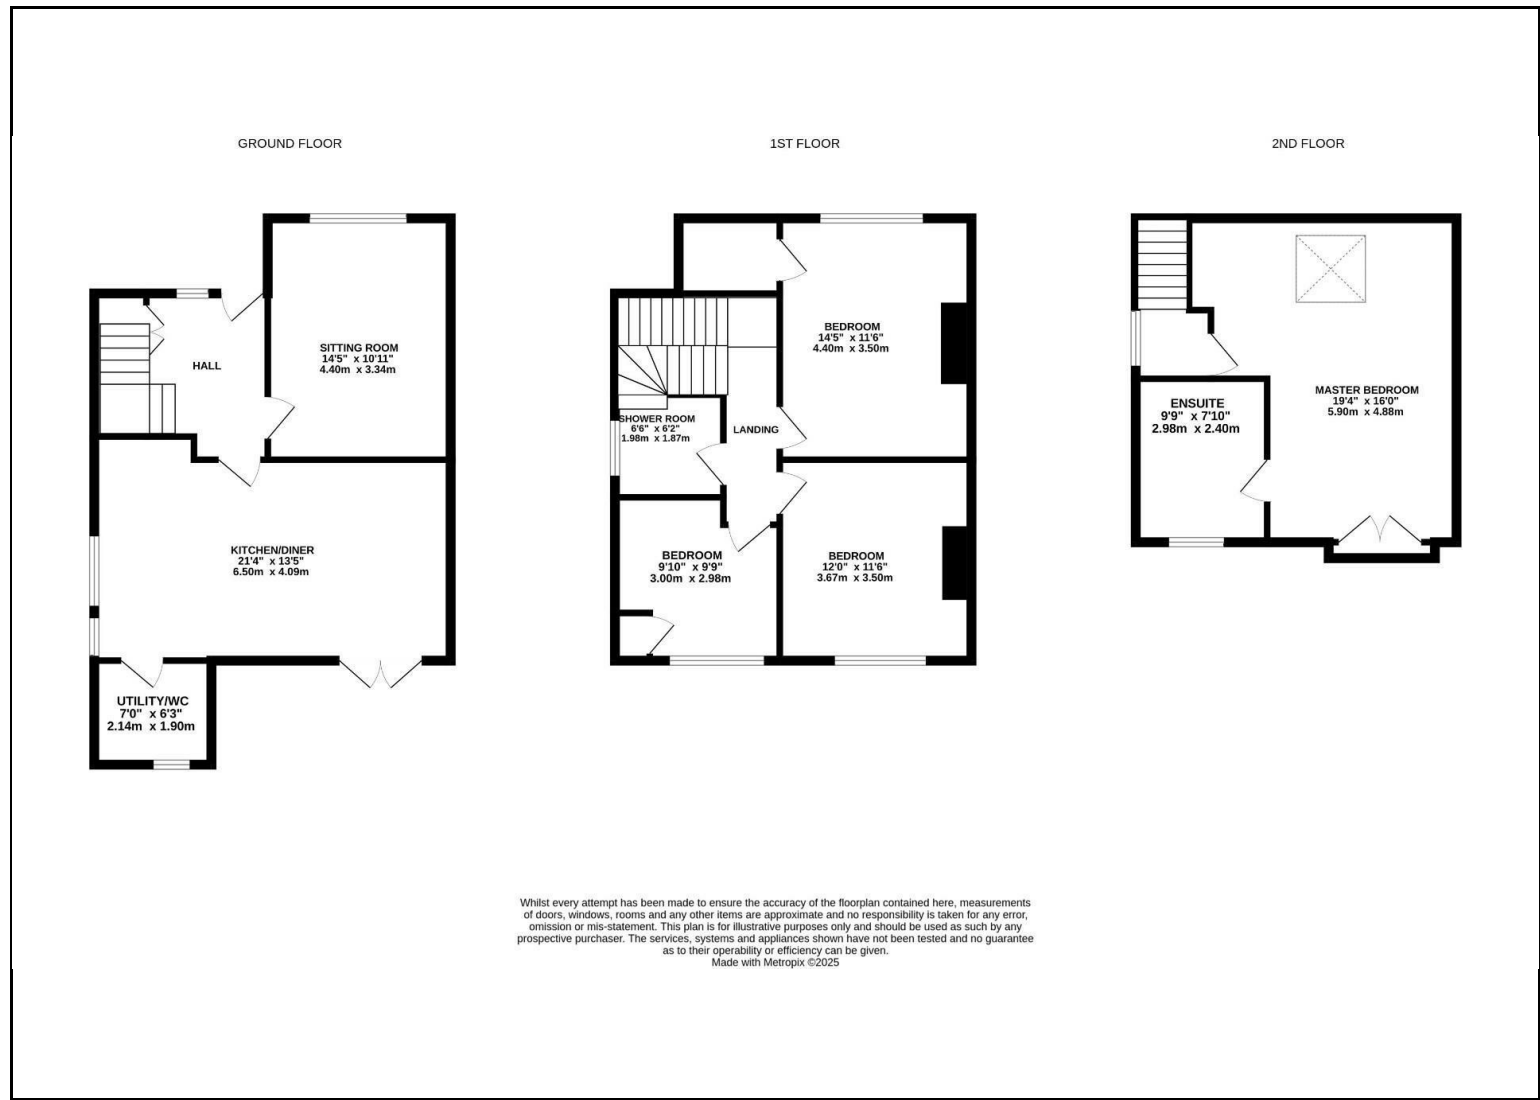 GROUND FLOOR
1ST FLOOR
2ND FLOOR
SITTING ROOM
14'5" x 10'11"
4.40m x 3.34m
HALL
KITCHEN/DINER
21'4" x 13'5"
6.50m x 4.09m
UTILITY/WC
7'0" x 6'3"
2.14m x 1.90m
BEDROOM
14'5" x 11'6"
4.40m x 3.50m
SHOWER ROOM
6'6" x 6'2"
1.98m x 1.87m
LANDING
BEDROOM
9'10" x 9'9"
3.00m x 2.98m
BEDROOM
12'0" x 11'6"
3.67m x 3.50m
MASTER BEDROOM
19'4" x 16'0"
5.90m x 4.88m
ENSUITE
9'9" x 7'10"
2.98m x 2.40m
Whilst every attempt has been made to ensure the accuracy of the floorplan contained here, measurements
of doors, windows, rooms and any other items are approximate and no responsibility is taken for any error,
omission or mis-statement. This plan is for illustrative purposes only and should be used as such by any
prospective purchaser. The services, systems and appliances shown have not been tested and no guarantee
as to their operability or efficiency can be given.
Made with Metropix ©2025